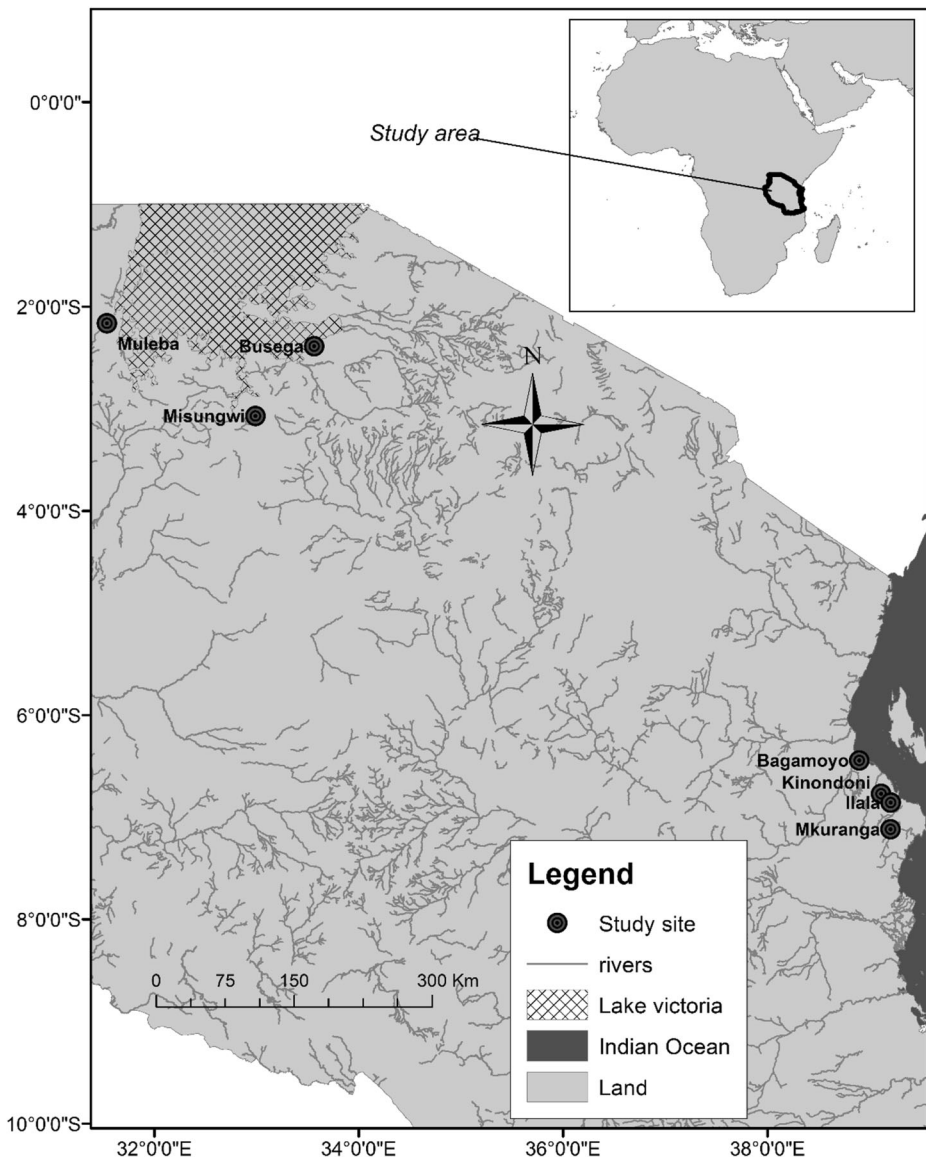 0°0'0"
Study area
2°0'0"S
Muleba
Busega
N
Misungwi
4°0'0"S
6°0'0"S
Bagamoyo
Kinondoni
Ilala
Mkuranga
8°0'0"S
Legend
Study site
rivers
Lake victoria
Indian Ocean
Land
0 75 150 300 Km
10°0'0"S
32°0'0"E 34°0'0"E 36°0'0"E 38°0'0"E